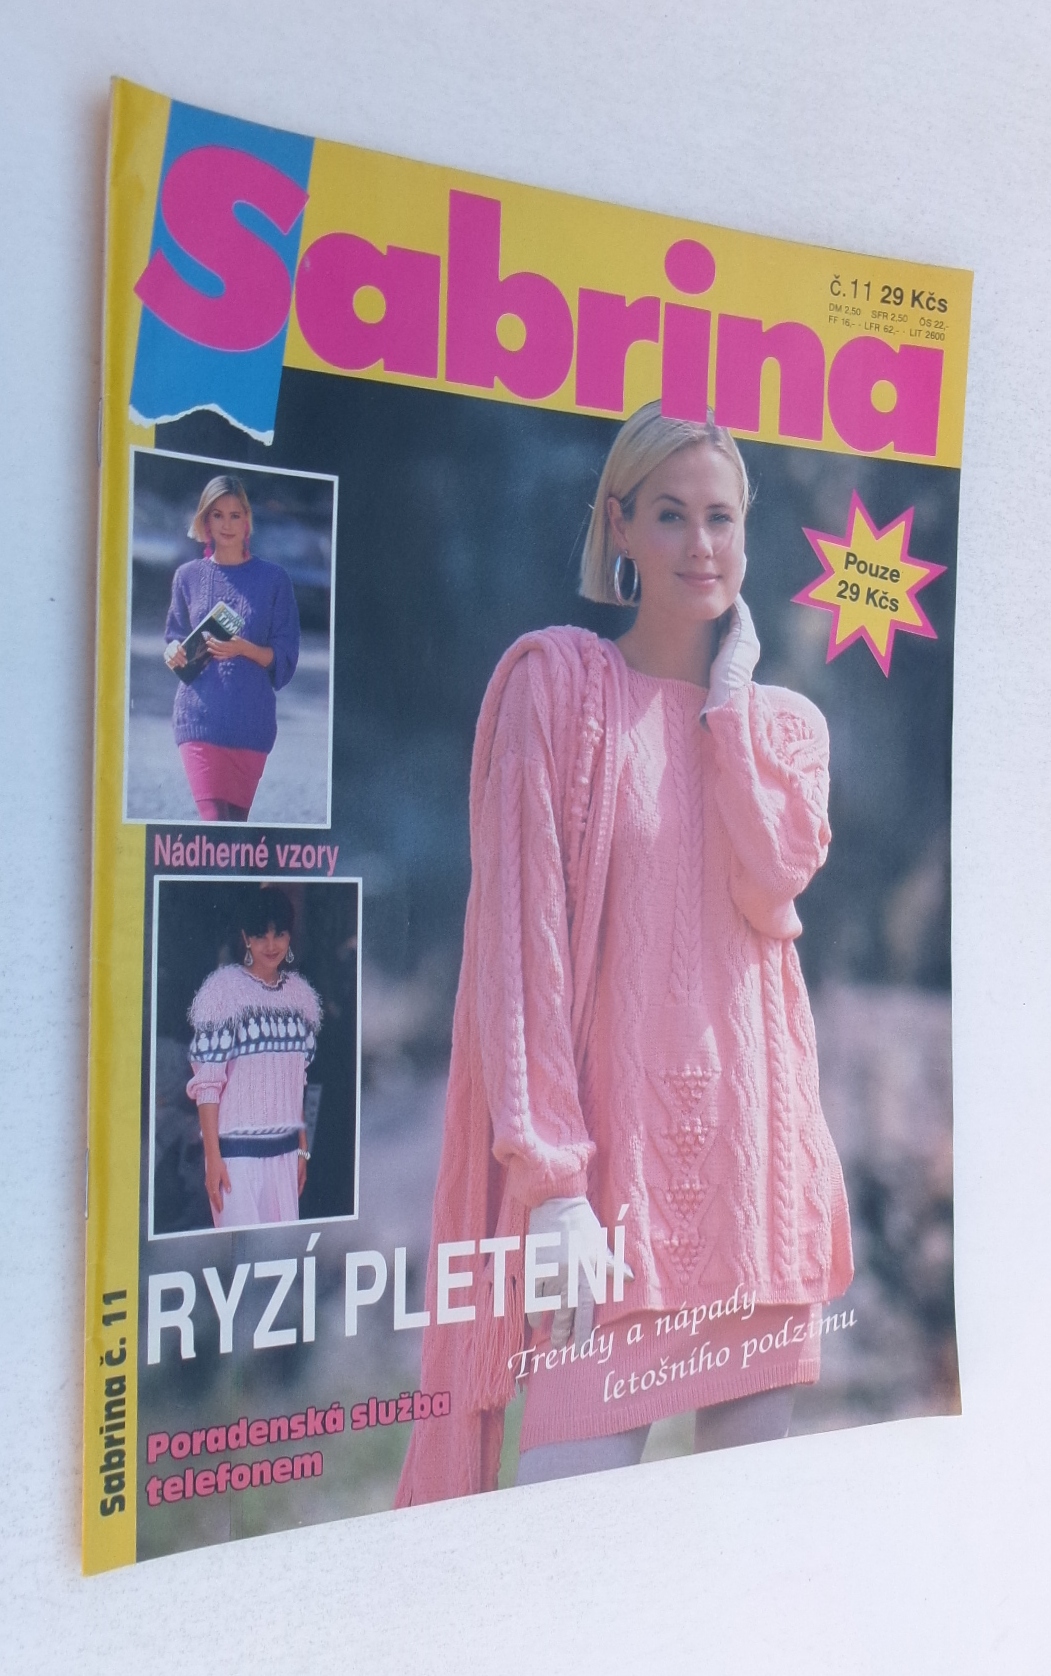 Sabrina
č.11 29 Kčs
DM 2,50 SFR 2,50 ÖS 22,-
FF 16,- · LFR 62,- · LIT 2600
Pouze
29 Kčs
Nádherné vzory
RYZÍ PLETENÍ
Trendy a nápady
letošního podzimu
Poradenská služba
telefonem
Sabrina č. 11